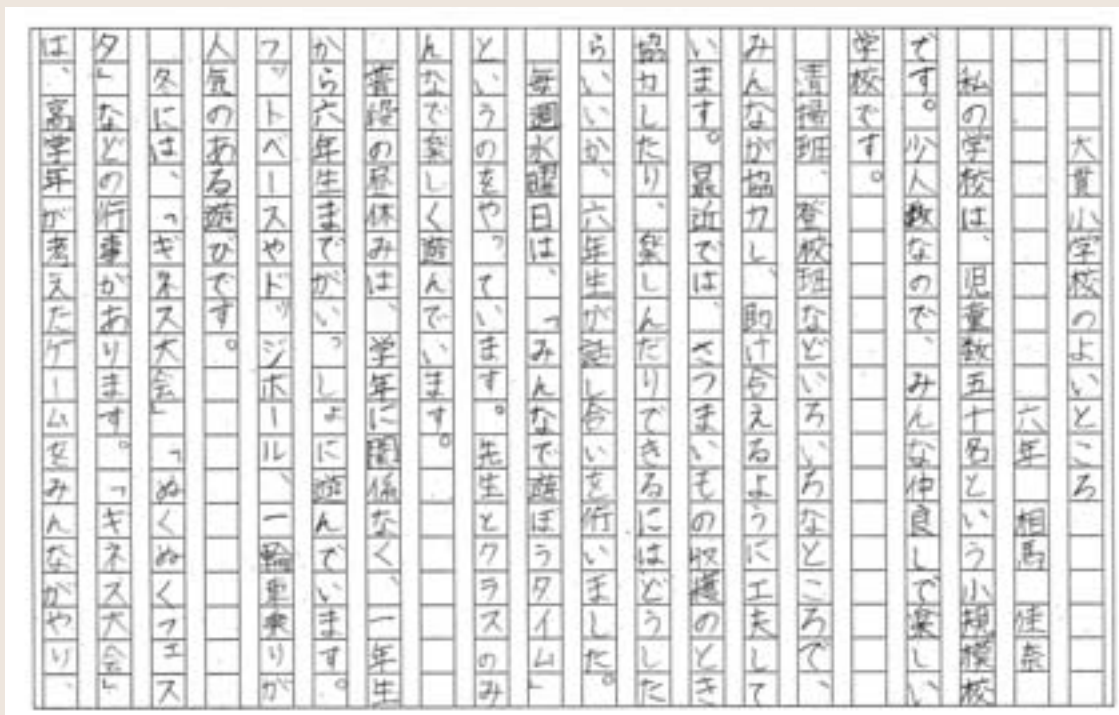 大貫小学校のよいところ
六年 相馬 佳奈
私の学校は、児童数五十名という小規模校
です。少人数なので、みんな仲良しで楽しい
学校です。
清掃班、登校班などいろいろなところで、
みんなが協力し、助け合えるように工夫して
います。最近では、さつまいもの収穫のとき
協力したり、楽しんだりできるにはどうした
らいいか、六年生が話し合いを行いました。
毎週水曜日は、「みんなで遊ぼうタイム」
というのをやっています。先生とクラスのみ
んなで楽しく遊んでいます。
普段の昼休みは、学年に関係なく、一年生
から六年生までがいっしょに遊んでいます。
フットベースやドッジボール、一輪車乗りが
人気のある遊びです。
冬には、「ギネス大会」「ぬくぬくフェス
タ」などの行事があります。「ギネス大会」
は、高学年が考えたゲームをみんながやり、